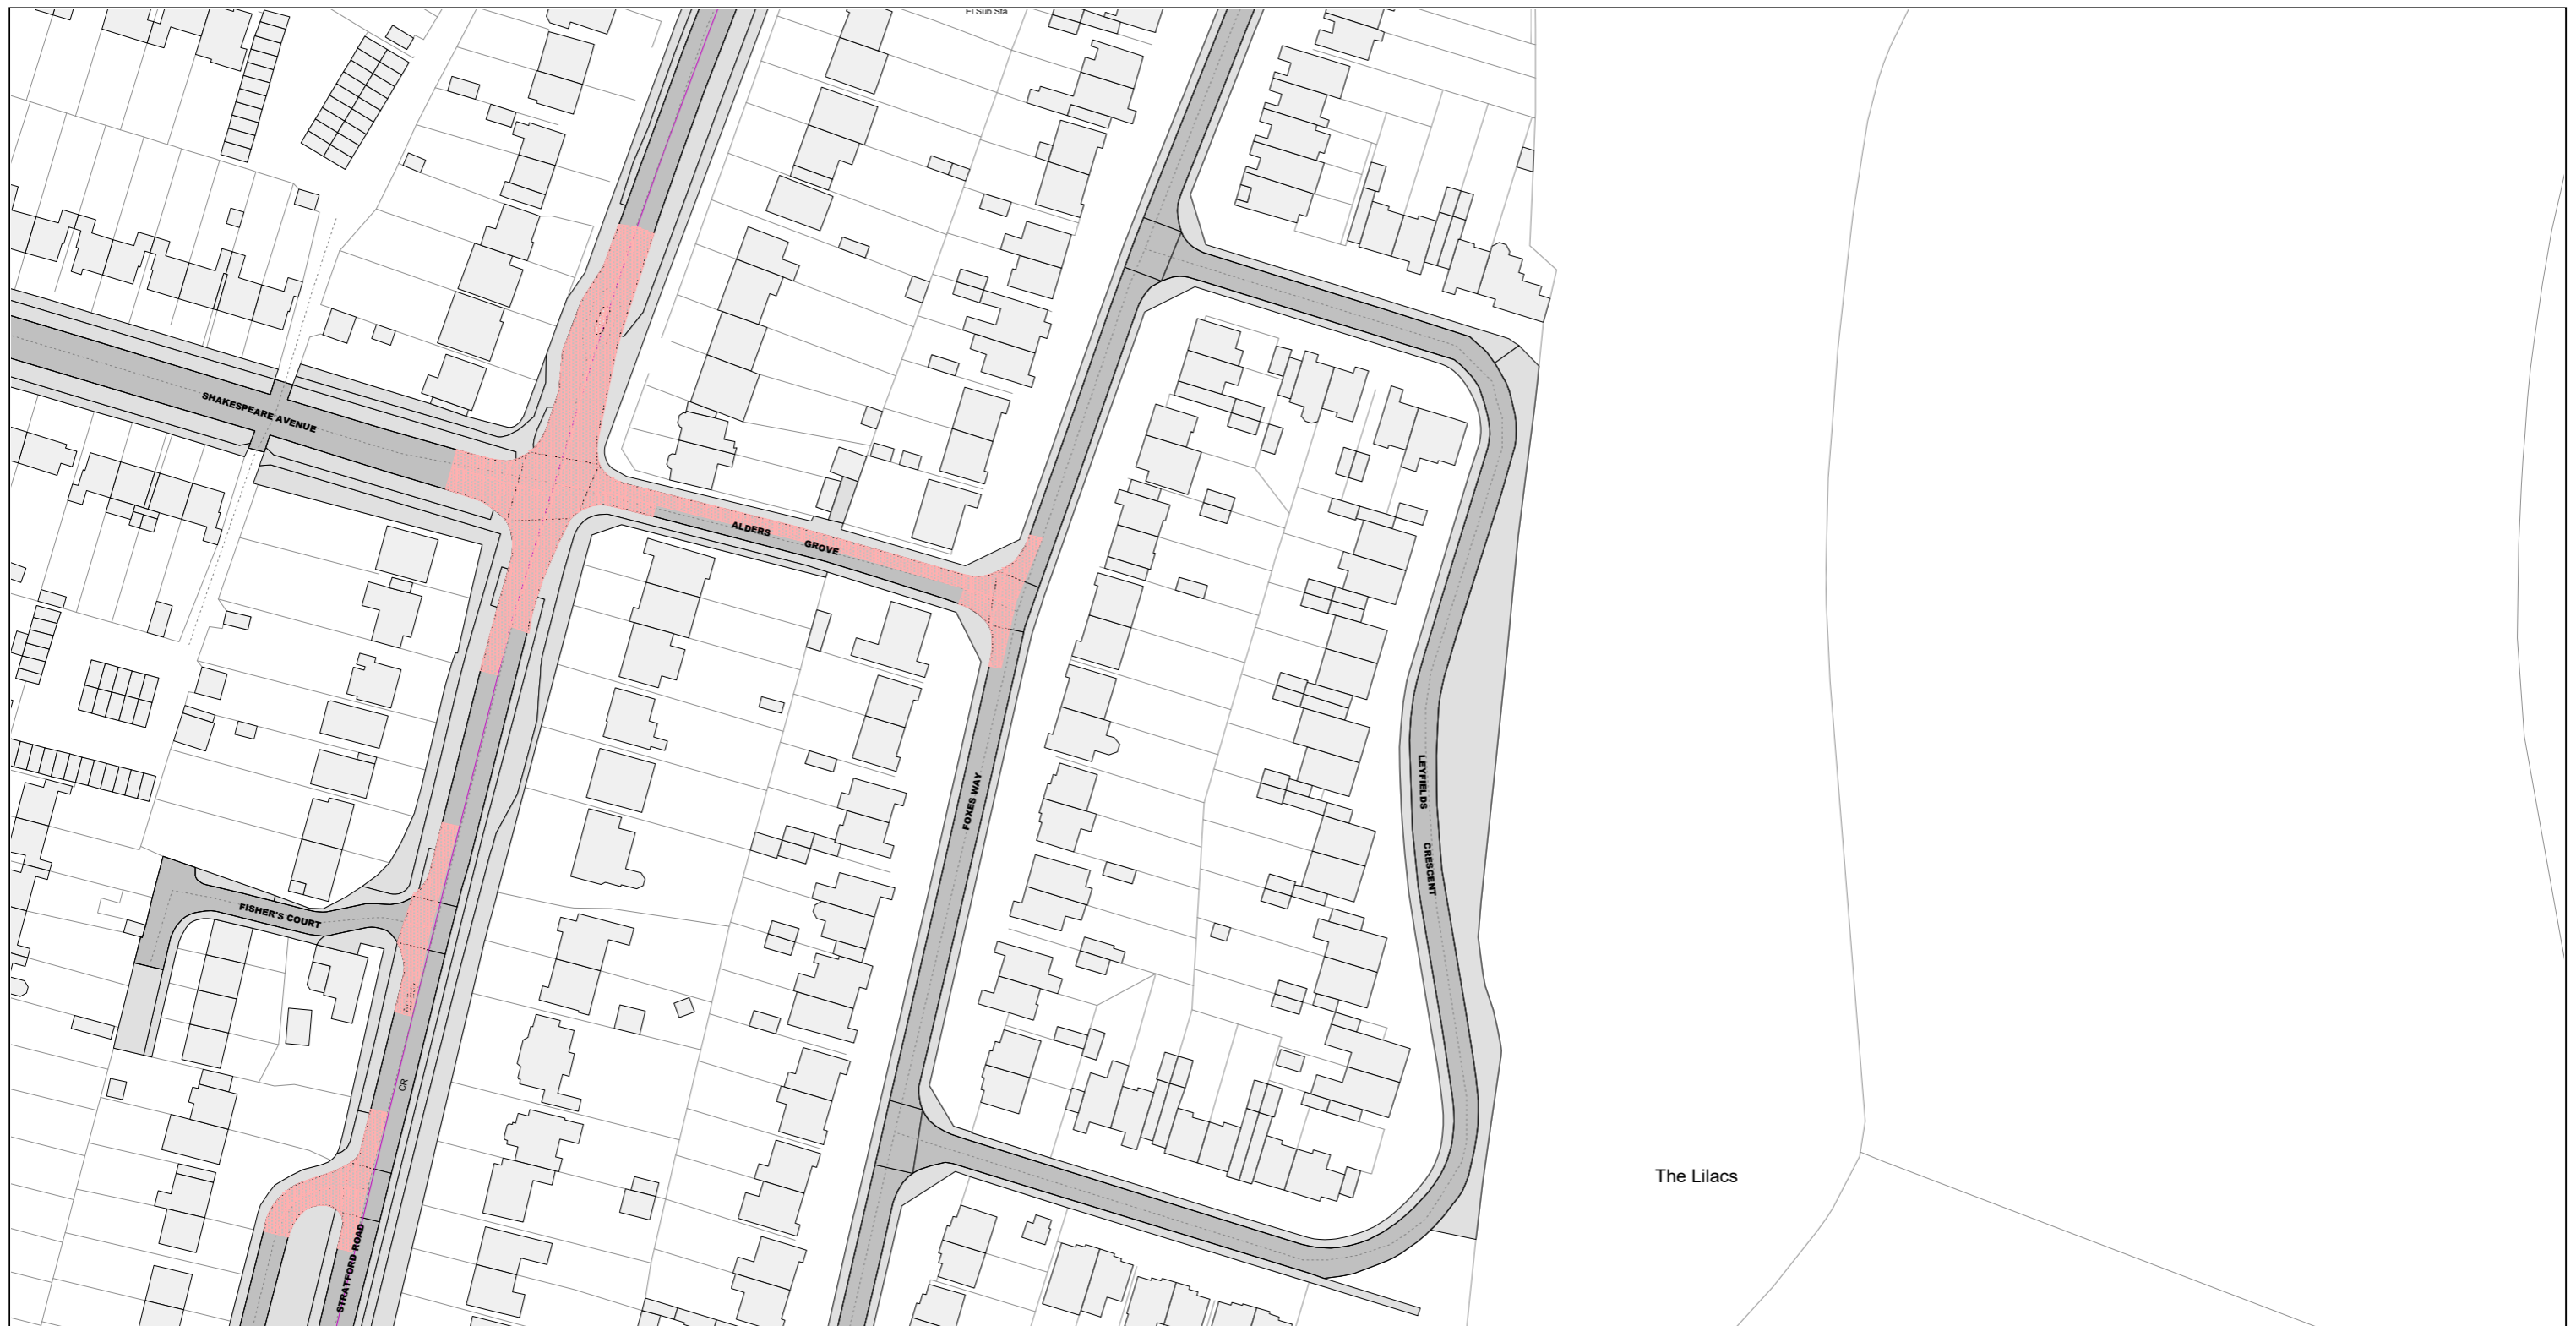 El Sub Sta
SHAKESPEARE AVENUE
ALDERS
GROVE
FOXES WAY
LEYFIELDS
CRESCENT
FISHER'S COURT
CR
The Lilacs
STRATFORD ROAD